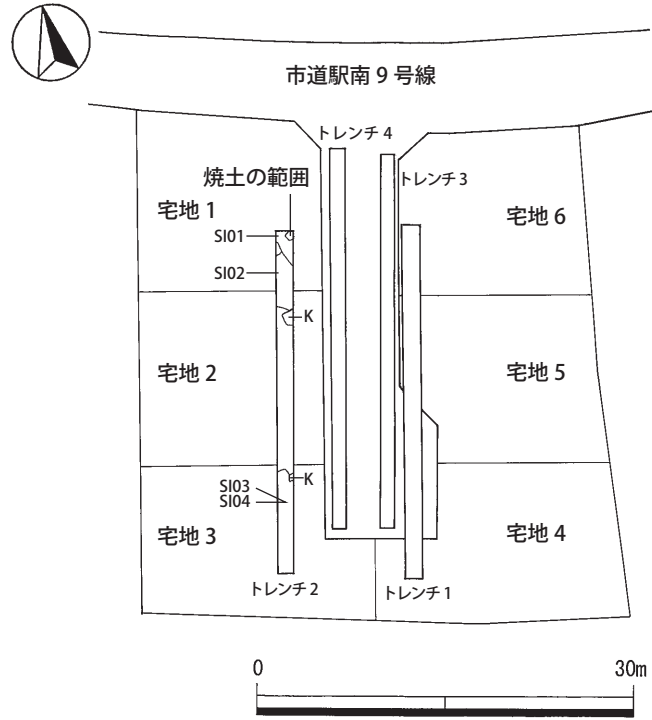 市道駅南9号線
トレンチ4
焼土の範囲
トレンチ3
宅地1
宅地6
SI01
SI02
K
宅地2
宅地5
K
SI03
SI04
宅地3
宅地4
トレンチ2
トレンチ1
0
30m